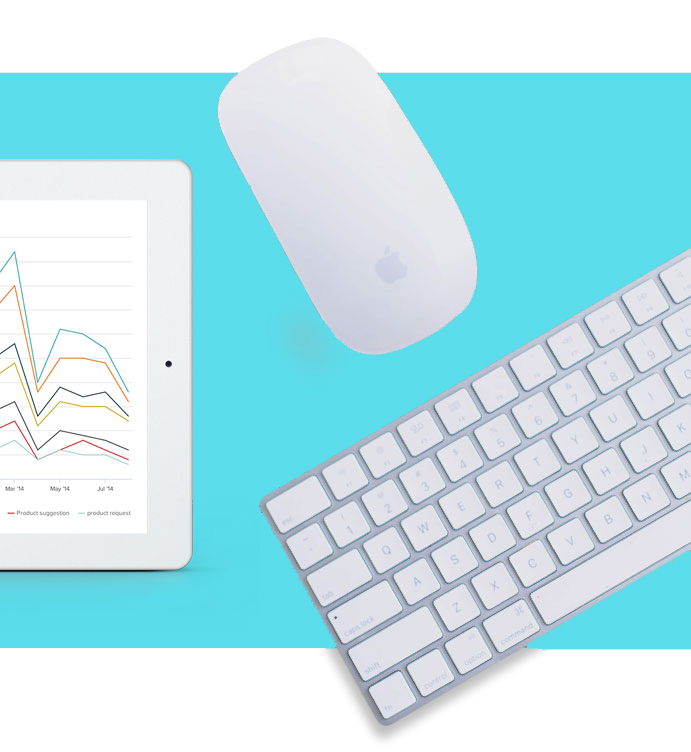 Mar '14 May '14 Jul '14
Product suggestion product request
esc F1 F2 F3 F4 F5 F6 F7
~ ! 1 @ 2 # 3 $ 4 % 5 ^ 6 & 7 * 8 ( 9
tab Q W E R T Y U I O
caps lock A S D F G H J K
shift Z X C V B N M
fn control option ⌘ command